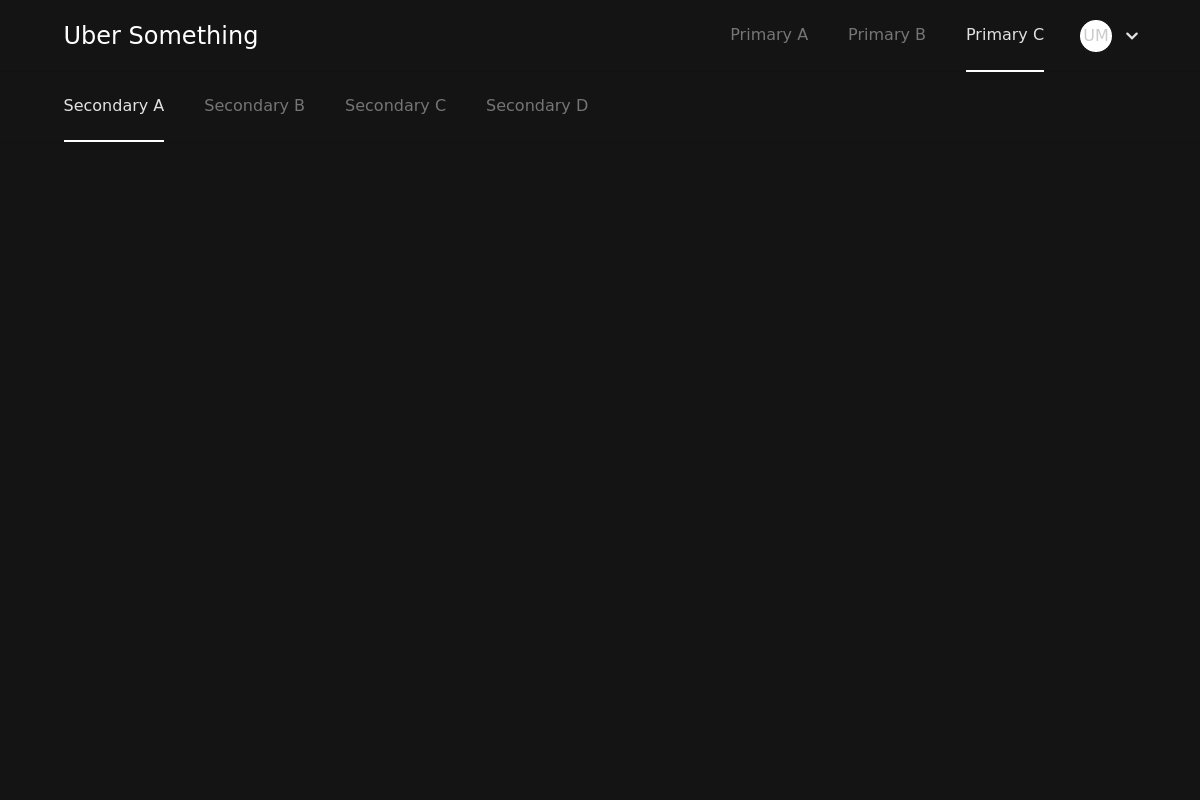 Uber Something
Primary A
Primary B
Primary C
UM
Secondary A
Secondary B
Secondary C
Secondary D